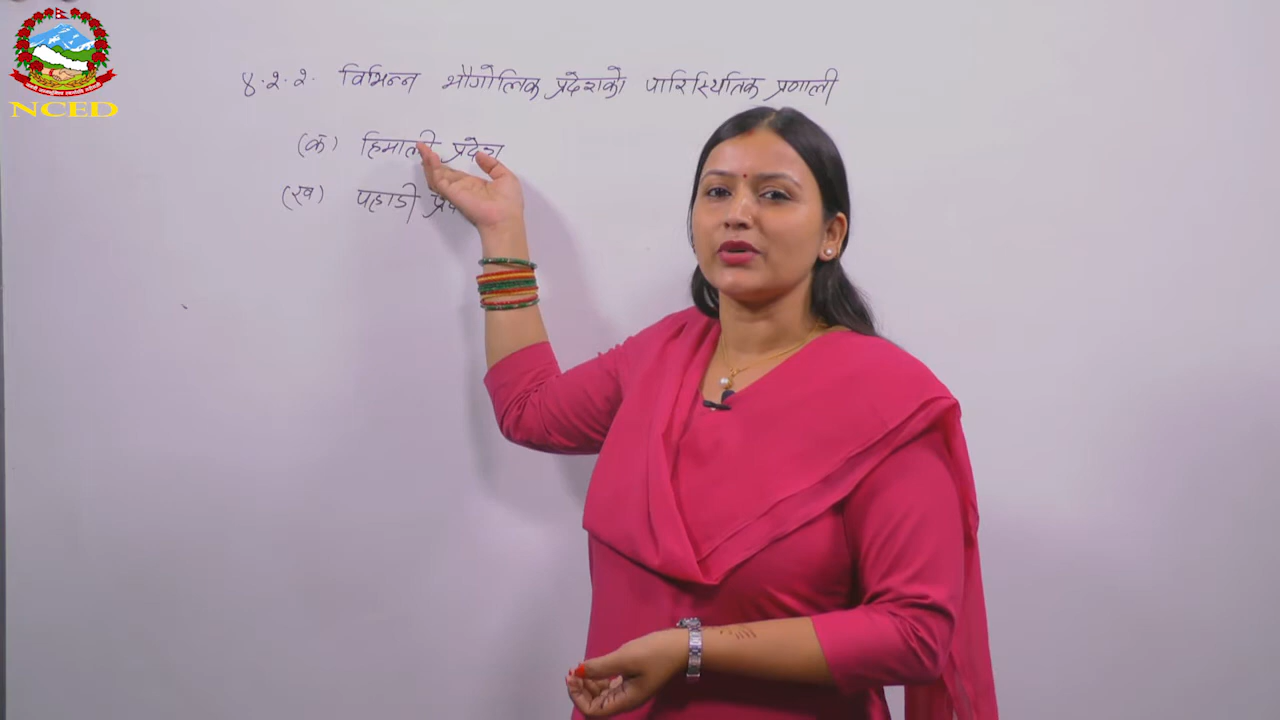 NCED
४.२.२. विभिन्न भौगोलिक प्रदेशको पारिस्थितिक प्रणाली
(क) हिमाली प्रदेश
(ख) पहाडी